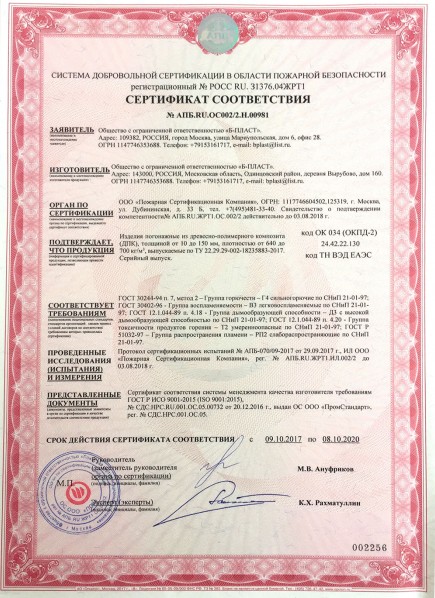 СИСТЕМА ДОБРОВОЛЬНОЙ СЕРТИФИКАЦИИ В ОБЛАСТИ ПОЖАРНОЙ БЕЗОПАСНОСТИ
регистрационный № РОСС RU. З1376.04ЖРТ1
СЕРТИФИКАТ СООТВЕТСТВИЯ
№ АПБ.RU.OC002/2.H.00981
ЗАЯВИТЕЛЬ Общество с ограниченной ответственностью «Б-ПЛАСТ».
Адрес: 109382, РОССИЯ, город Москва, улица Мариупольская, дом 6, офис 28.
ОГРН 1147746353688. Телефон: +79153161717, e-mail: bplast@list.ru.
ИЗГОТОВИТЕЛЬ Общество с ограниченной ответственностью «Б-ПЛАСТ».
Адрес: 143000, РОССИЯ, Московская область, Одинцовский район, деревня Вырубово, 160.
ОГРН 1147746353688. Телефон: +79153161717, e-mail: bplast@list.ru.
ОРГАН ПО СЕРТИФИКАЦИИ ООО "Пожарная Сертификационная Компания", ОГРН: 1117746604502,125319, г. Москва,
ул. Дубининская, д. 33 Б, тел. +7(495)481-33-40. Свидетельство о подтверждении
компетентности№ АПБ.RU.ЖРТ1.ОС.002/2 действительно до 03.08.2018 г.
ПОДТВЕРЖДАЕТ, ЧТО ПРОДУКЦИЯ
Изделия погонажные из древесно-полимерного композита
(ДПК), толщиной от 10 до 150 мм, плотностью от 640 до
700 кг/м³, выпускаемые по ТУ 22.29.29-002-18235883-2017.
Серийный выпуск.
код ОК 034 (ОКПД-2)
24.42.22.130
код ТН ВЭД ЕАЭС
СООТВЕТСТВУЕТ ТРЕБОВАНИЯМ
ГОСТ 30244-94 п. 7, метод 2 – Группа горючести – Г4 сильногорючие по СНиП 21-01-97;
ГОСТ 30402-96 - Группа воспламеняемости – В3 легковоспламеняемые по СНиП 21-01-
97; ГОСТ 12.1.044-89 п. 4.18 - Группа дымообразующей способности – Д3 с высокой
дымообразующей способностью по СНиП 21-01-97; ГОСТ 12.1.044-89 п. 4.20 - Группа
токсичности продуктов горения – Т2 умеренноопасные по СНиП 21-01-97; ГОСТ Р
51032-97 – Группа распространения пламени – РП2 слабораспространяющие по СНиП
21-01-97.
ПРОВЕДЕННЫЕ ИССЛЕДОВАНИЯ (ИСПЫТАНИЯ) И ИЗМЕРЕНИЯ
Протокол сертификационных испытаний № АПБ-070/09-2017 от 29.09.2017 г., ИЛ ООО
«Пожарная Сертификационная Компания», рег. № АПБ.RU.ЖРТ1.ИЛ.002/2 до
03.08.2018 г.
ПРЕДСТАВЛЕННЫЕ ДОКУМЕНТЫ
Сертификат соответствия системы менеджмента качества изготовителя требованиям
ГОСТ Р ИСО 9001-2015 (ISO 9001:2015),
№ СДС.НРС.RU.001.ОС.05.00732 от 20.12.2016 г., выдан ОС ООО «ПромСтандарт»,
рег. № СДС.НРС.001.ОС.05.
СРОК ДЕЙСТВИЯ СЕРТИФИКАТА СООТВЕТСТВИЯ с 09.10.2017 по 08.10.2020
Руководитель
(заместитель руководителя
органа по сертификации)
М.В. Ануфриков
М.П.
Эксперт (эксперты)
К.Х. Рахматуллин
002256